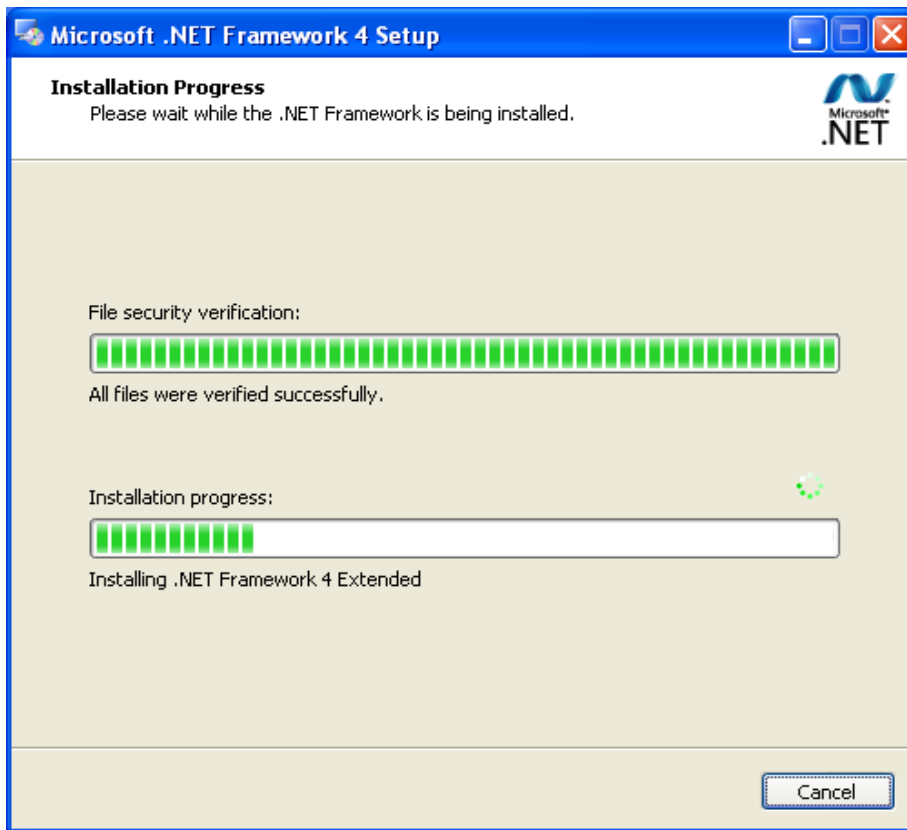 Microsoft .NET Framework 4 Setup
Installation Progress
Please wait while the .NET Framework is being installed.
Microsoft®
.NET
File security verification:
All files were verified successfully.
Installation progress:
Installing .NET Framework 4 Extended
Cancel